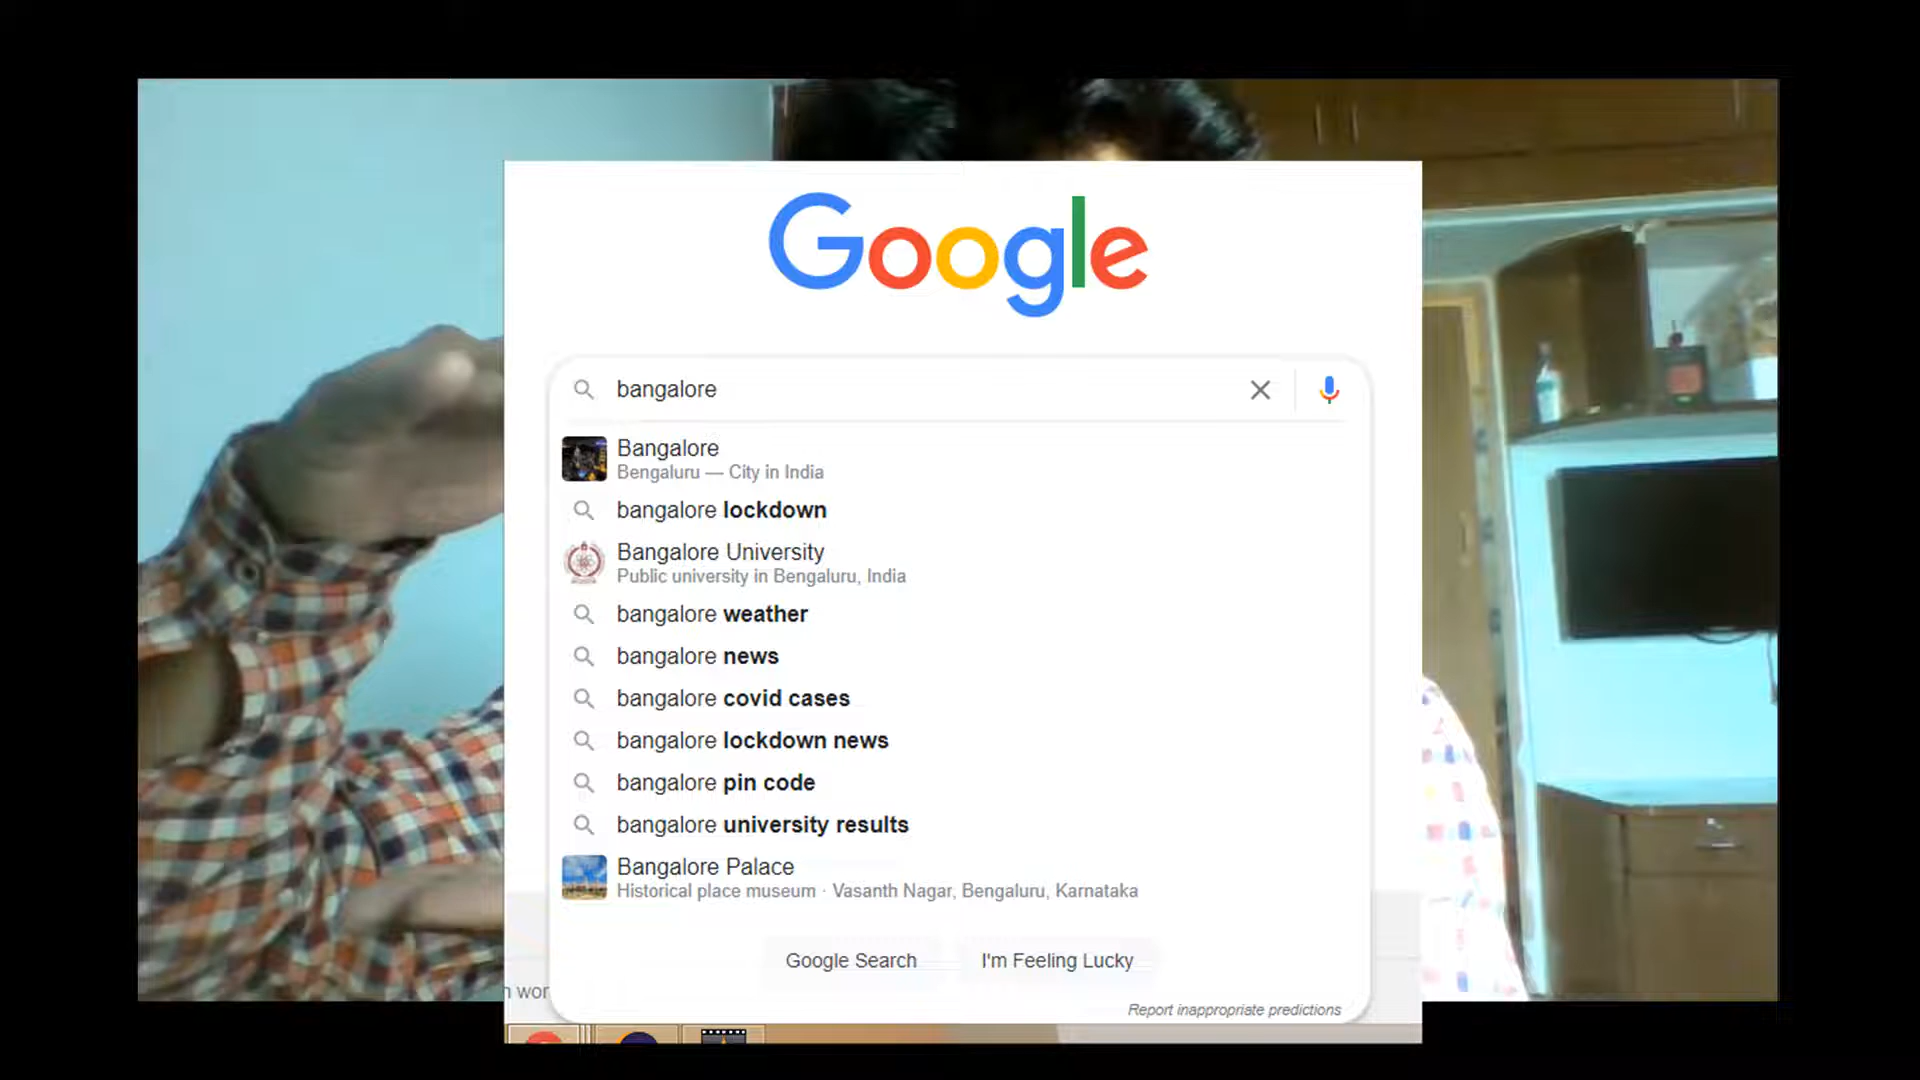 Google
bangalore
Bangalore
Bengaluru — City in India
bangalore lockdown
Bangalore University
Public university in Bengaluru, India
bangalore weather
bangalore news
bangalore covid cases
bangalore lockdown news
bangalore pin code
bangalore university results
Bangalore Palace
Historical place museum · Vasanth Nagar, Bengaluru, Karnataka
Google Search I'm Feeling Lucky
Report inappropriate predictions